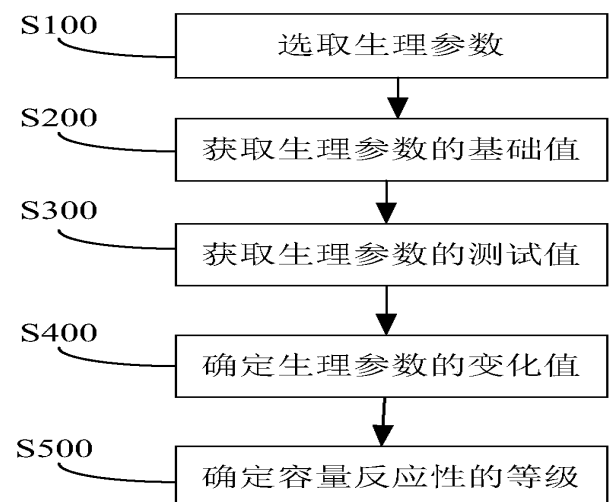 S100
选取生理参数
S200
获取生理参数的基础值
S300
获取生理参数的测试值
S400
确定生理参数的变化值
S500
确定容量反应性的等级